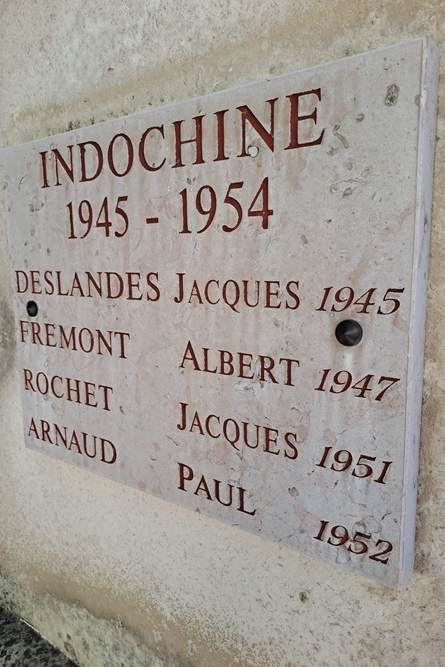 INDOCHINE
1945 - 1954
DESLANDES JACQUES 1945
FREMONT ALBERT 1947
ROCHET JACQUES 1951
ARNAUD PAUL 1952